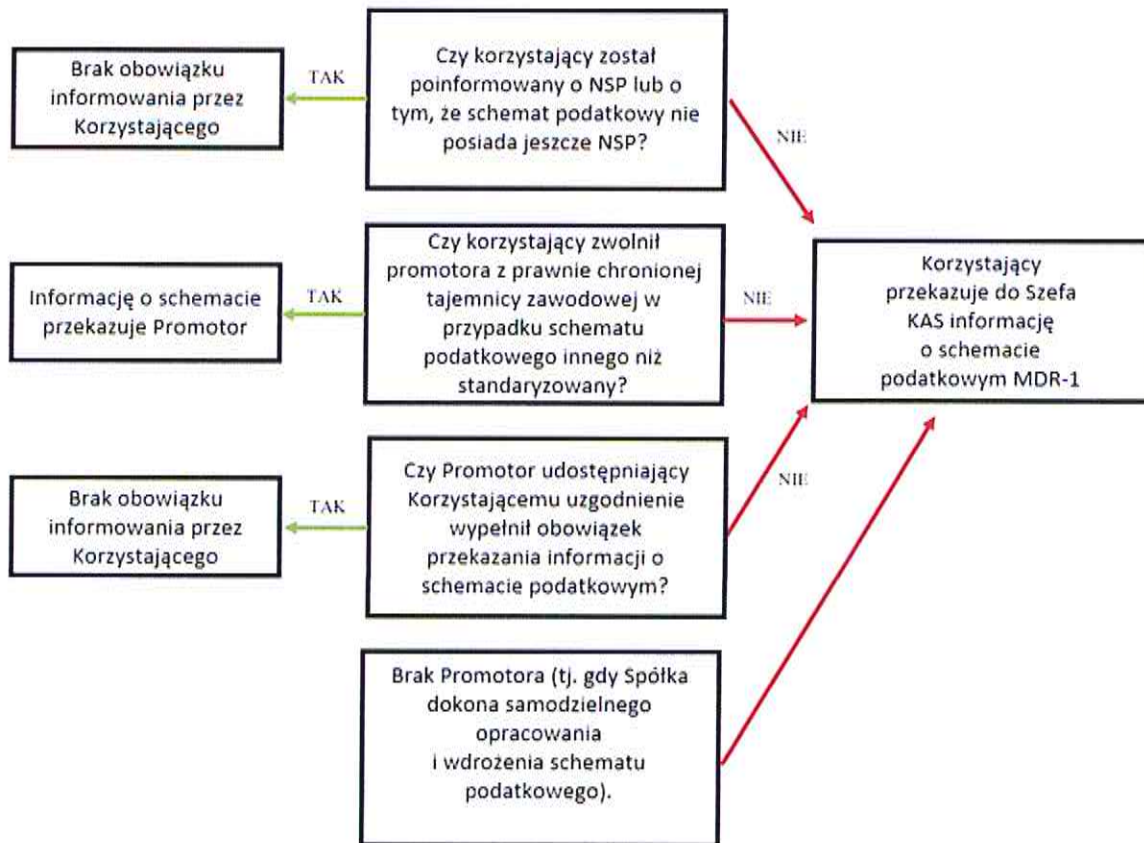 Czy korzystający został
poinformowany o NSP lub o
tym, że schemat podatkowy nie
posiada jeszcze NSP?
TAK
Brak obowiązku
informowania przez
Korzystającego
NIE
Czy korzystający zwolnił
promotora z prawnie chronionej
tajemnicy zawodowej w
przypadku schematu
podatkowego innego niż
standaryzowany?
TAK
Informację o schemacie
przekazuje Promotor
NIE
Korzystający
przekazuje do Szefa
KAS informację
o schemacie
podatkowym MDR-1
Czy Promotor udostępniający
Korzystającemu uzgodnienie
wypełnił obowiązek
przekazania informacji o
schemacie podatkowym?
TAK
Brak obowiązku
informowania przez
Korzystającego
NIE
Brak Promotora (tj. gdy Spółka
dokona samodzielnego
opracowania
i wdrożenia schematu
podatkowego).